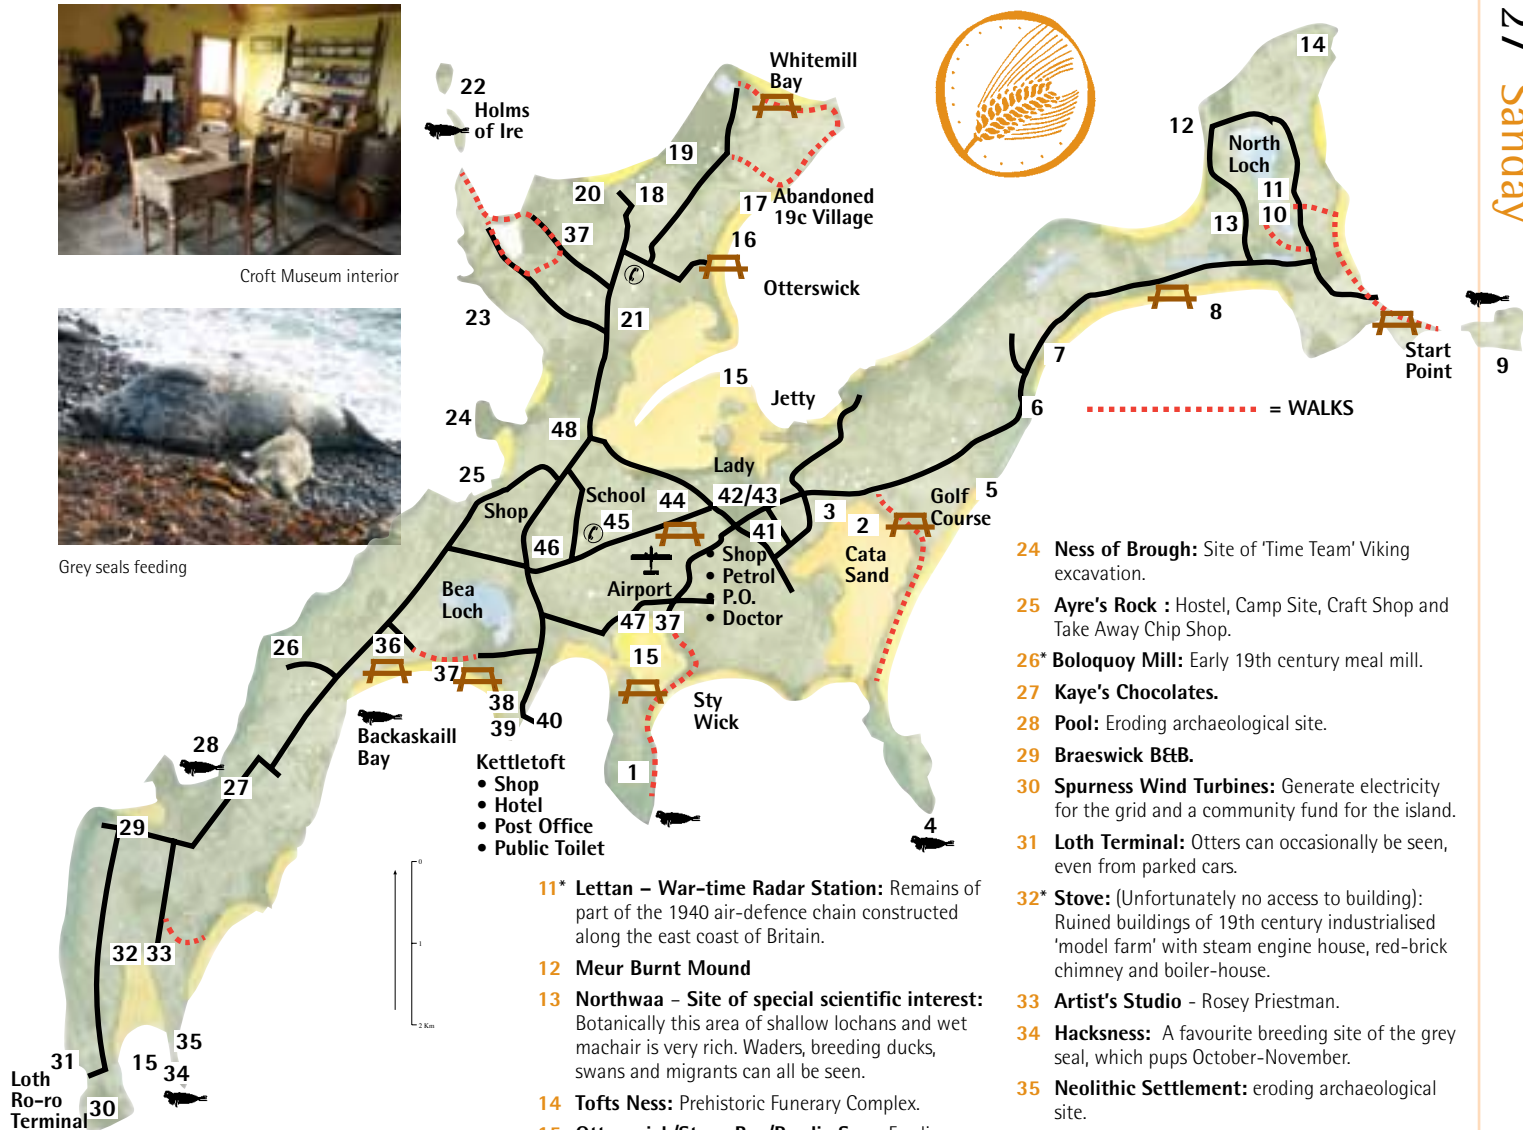 27 Sanday
Croft Museum interior
Grey seals feeding
22
Holms
of Ire
Whitemill
Bay
19
20
18
17
Abandoned
19c Village
37
16
Otterswick
23
21
15
Jetty
24
48
25
Shop
School
44
45
46
Lady
42/43
41
3
2
Cata
Sand
Golf
Course
5
6
7
8
9
Start
Point
10
11
12
13
North
Loch
14
= WALKS
Airport
• Shop
• Petrol
• P.O.
• Doctor
47
37
15
Sty
Wick
1
4
Bea
Loch
36
37
38
39
40
26
Backaskaill
Bay
Kettletoft
• Shop
• Hotel
• Post Office
• Public Toilet
28
27
29
32
33
35
15
34
31
Loth
Ro-ro
Terminal
30
0
1
2 Km
11* Lettan – War-time Radar Station: Remains of
part of the 1940 air-defence chain constructed
along the east coast of Britain.
12 Meur Burnt Mound
13 Northwaa – Site of special scientific interest:
Botanically this area of shallow lochans and wet
machair is very rich. Waders, breeding ducks,
swans and migrants can all be seen.
14 Tofts Ness: Prehistoric Funerary Complex.
24 Ness of Brough: Site of ‘Time Team’ Viking
excavation.
25 Ayre's Rock : Hostel, Camp Site, Craft Shop and
Take Away Chip Shop.
26* Boloquoy Mill: Early 19th century meal mill.
27 Kaye's Chocolates.
28 Pool: Eroding archaeological site.
29 Braeswick B&B.
30 Spurness Wind Turbines: Generate electricity
for the grid and a community fund for the island.
31 Loth Terminal: Otters can occasionally be seen,
even from parked cars.
32* Stove: (Unfortunately no access to building):
Ruined buildings of 19th century industrialised
‘model farm’ with steam engine house, red-brick
chimney and boiler-house.
33 Artist's Studio - Rosey Priestman.
34 Hacksness: A favourite breeding site of the grey
seal, which pups October-November.
35 Neolithic Settlement: eroding archaeological
site.